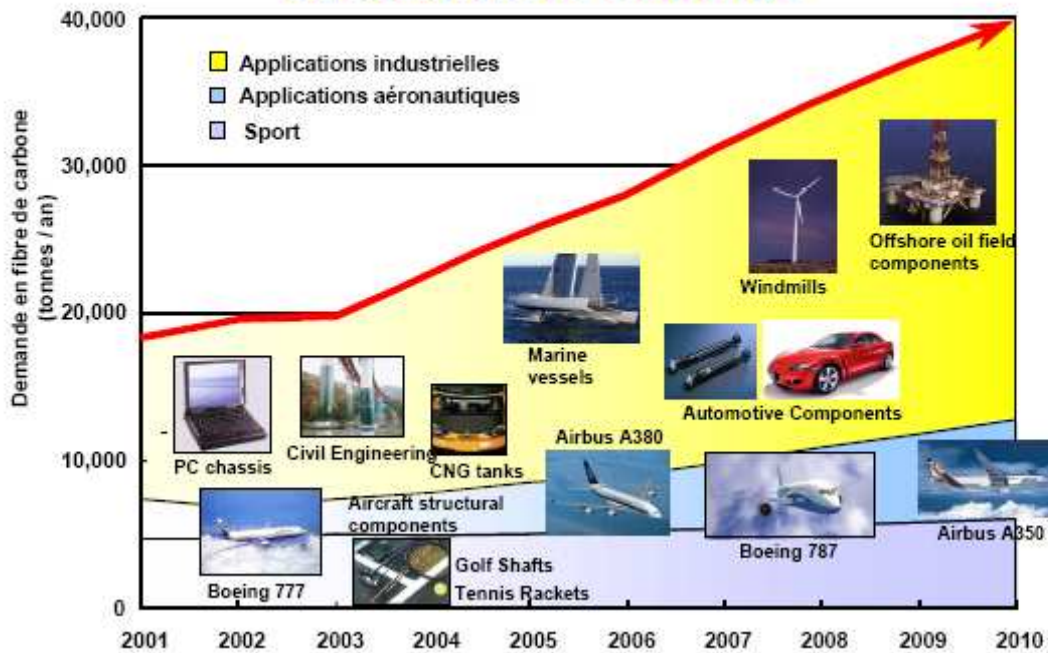 40,000
30,000
20,000
10,000
0
Demande en fibre de carbone
(tonnes / an)
Applications industrielles
Applications aéronautiques
Sport
Offshore oil field
components
Windmills
Marine
vessels
Automotive Components
PC chassis
Civil Engineering
CNG tanks
Airbus A380
Aircraft structural
components
Boeing 777
Golf Shafts
Tennis Rackets
Boeing 787
Airbus A350
2001 2002 2003 2004 2005 2006 2007 2008 2009 2010